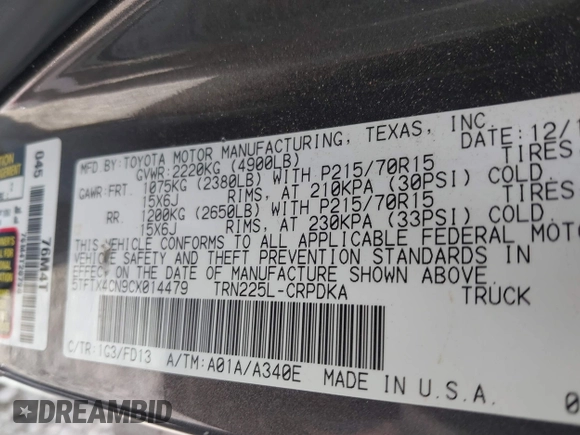 MFD.BY:TOYOTA MOTOR MANUFACTURING, TEXAS, INC.
DATE: 12/1
GVWR:2220KG (4900LB)
GAWR:FRT. 1075KG (2380LB) WITH P215/70R15 TIRES
15X6J RIMS, AT 210KPA (30PSI) COLD.
RR. 1200KG (2650LB) WITH P215/70R15 TIRES
15X6J RIMS, AT 230KPA (33PSI) COLD.
THIS VEHICLE CONFORMS TO ALL APPLICABLE FEDERAL MOTO
VEHICLE SAFETY AND THEFT PREVENTION STANDARDS IN
EFFECT ON THE DATE OF MANUFACTURE SHOWN ABOVE.
5TFTX4CN9CX014479 TRN225L-CRPDKA TRUCK
C/TR:1G3/FD13 A/TM:A01A/A340E MADE IN U.S.A.
045
76M4T
DREAMBID